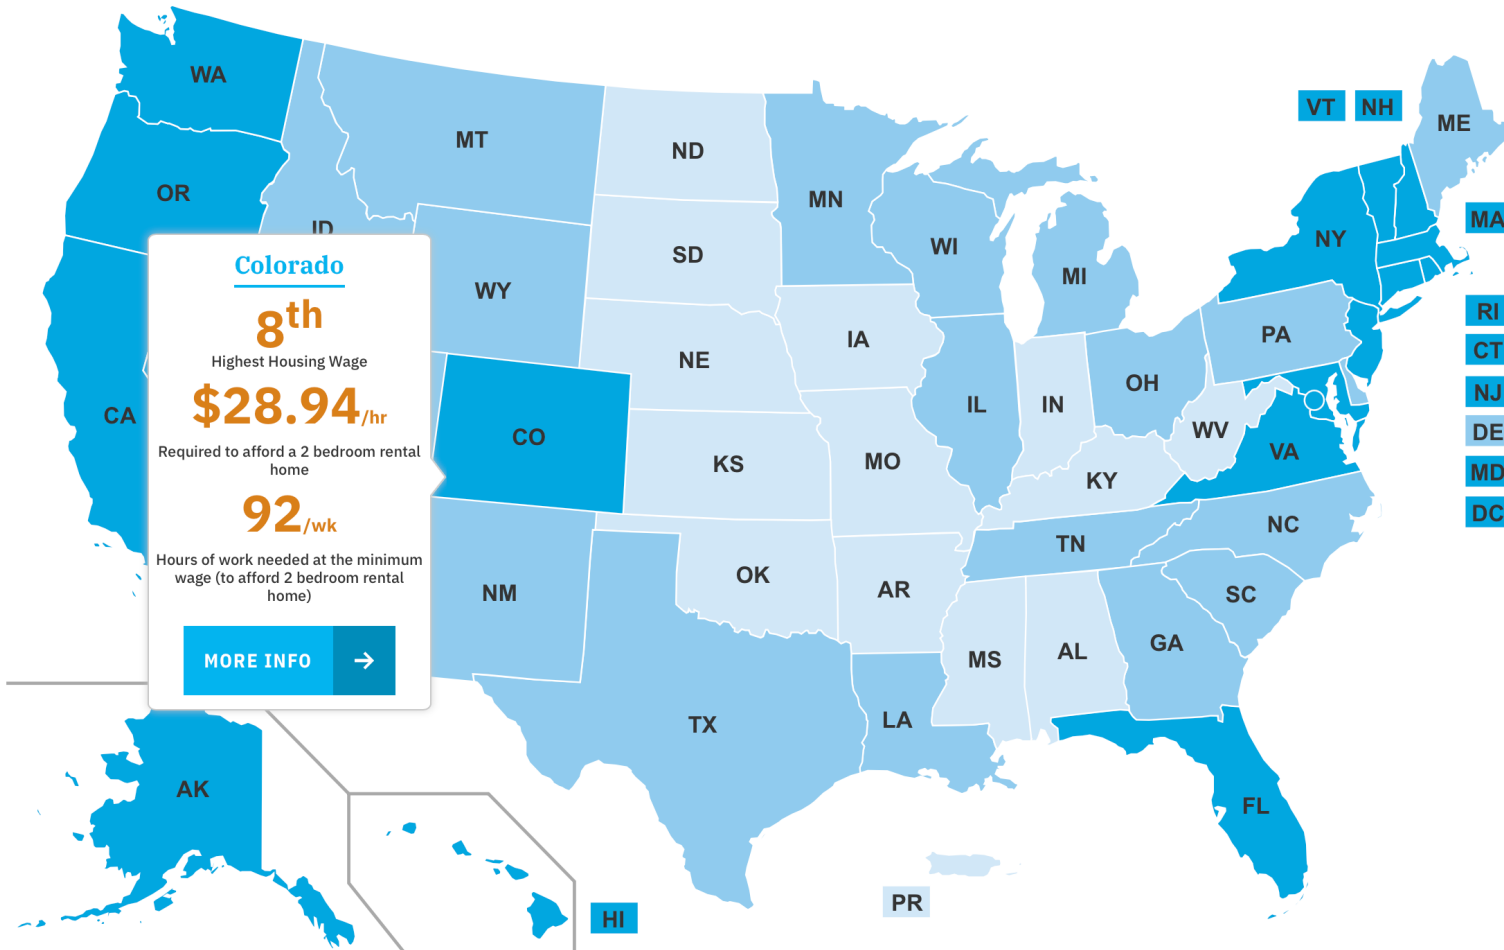 WA
VT NH
ME
MT
ND
OR
MN
MA
ID
NY
WI
SD
Colorado
MI
WY
8th
RI
PA
IA
CT
Highest Housing Wage
NE
OH
NJ
$28.94/hr
IL
IN
CA
WV
DE
CO
VA
Required to afford a 2 bedroom rental
home
KS
MO
MD
KY
92/wk
DC
NC
TN
Hours of work needed at the minimum
wage (to afford 2 bedroom rental
home)
OK
AR
NM
SC
GA
MS
AL
MORE INFO
LA
TX
AK
FL
PR
HI